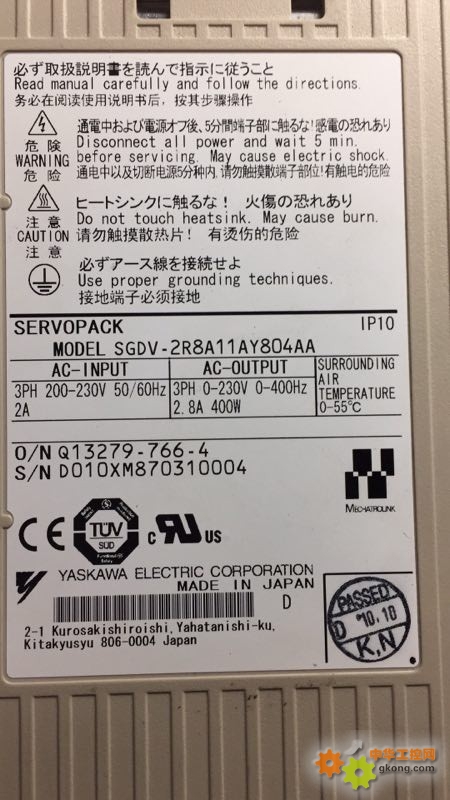 必ず取扱説明書を読んで指示に従うこと
Read manual carefully and follow the directions.
务必在阅读使用说明书后，按其步骤操作
危険
WARNING
危险
通電中および電源オフ後、5分間端子部に触るな!感電の恐れあり
Disconnect all power and wait 5 min.
before servicing. May cause electric shock.
通电中以及切断电源5分种内,请勿触摸散端子部位!有触电的危险
注意
CAUTION
注意
ヒートシンクに触るな! 火傷の恐れあり
Do not touch heatsink. May cause burn.
请勿触摸散热片! 有烫伤的危险
必ずアース線を接続せよ
Use proper grounding techniques.
接地端子必须接地
SERVOPACK IP10
MODEL SGDV-2R8A11AY804AA
AC-INPUT
3PH 200-230V 50/60Hz
2A
AC-OUTPUT
3PH 0-230V 0-400Hz
2.8A 400W
SURROUNDING
AIR
TEMPERATURE
0-55℃
O/N Q13279-766-4
S/N D010XM870310004
MECHATROLINK
CE
TÜV
SÜD
c RU US
YASKAWA ELECTRIC CORPORATION
MADE IN JAPAN
D
2-1 Kurosakishiroishi,Yahatanishi-ku,
Kitakyusyu 806-0004 Japan
PASSED
D '10.10
K.N
中华工控网
gkong.com